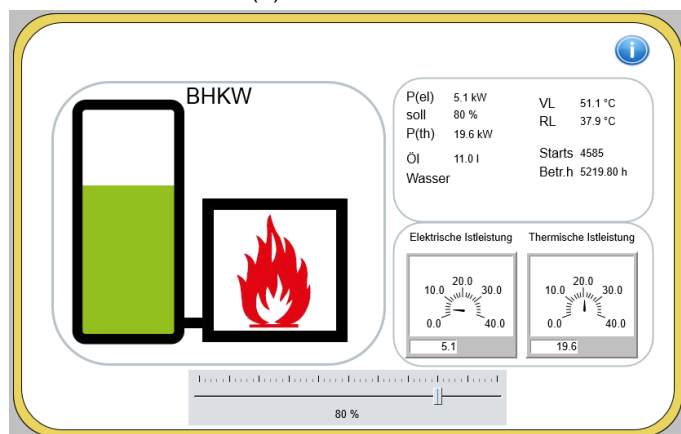 BHKW
P(el) 5.1 kW
soll 80 %
P(th) 19.6 kW
Öl 11.0 l
Wasser
VL 51.1 °C
RL 37.9 °C
Starts 4585
Betr.h 5219.80 h
Elektrische Istleistung
20.0
10.0 30.0
0.0 40.0
5.1
Thermische Istleistung
20.0
10.0 30.0
0.0 40.0
19.6
80 %